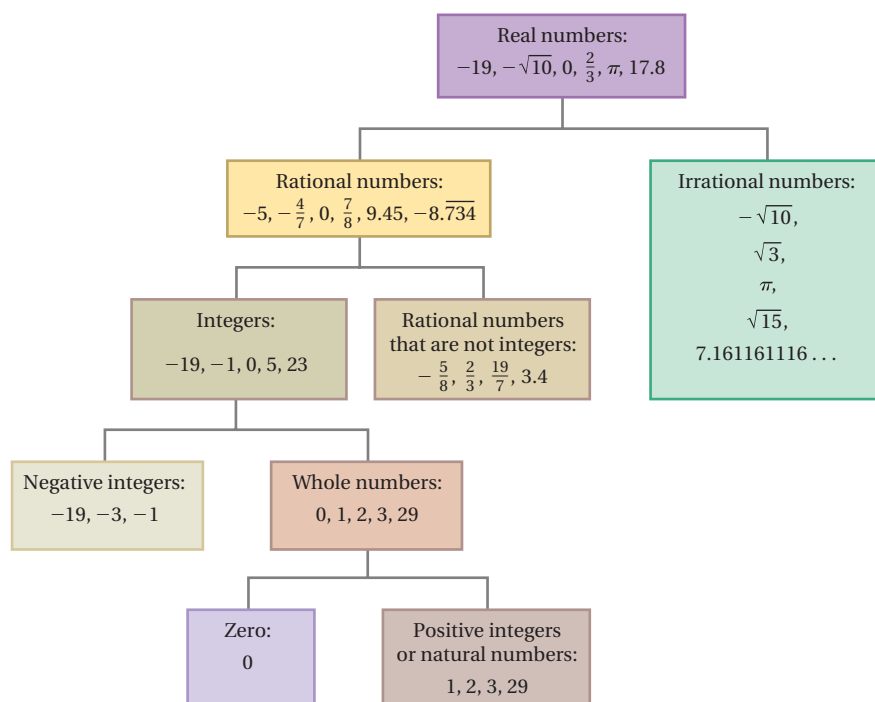 Real numbers:
−19, −√10, 0, 2/3, π, 17.8
Rational numbers:
−5, −4/7, 0, 7/8, 9.45, −8.7̅3̅4̅
Irrational numbers:
−√10,
√3,
π,
√15,
7.161161116 . . .
Integers:
−19, −1, 0, 5, 23
Rational numbers
that are not integers:
−5/8, 2/3, 19/7, 3.4
Negative integers:
−19, −3, −1
Whole numbers:
0, 1, 2, 3, 29
Zero:
0
Positive integers
or natural numbers:
1, 2, 3, 29